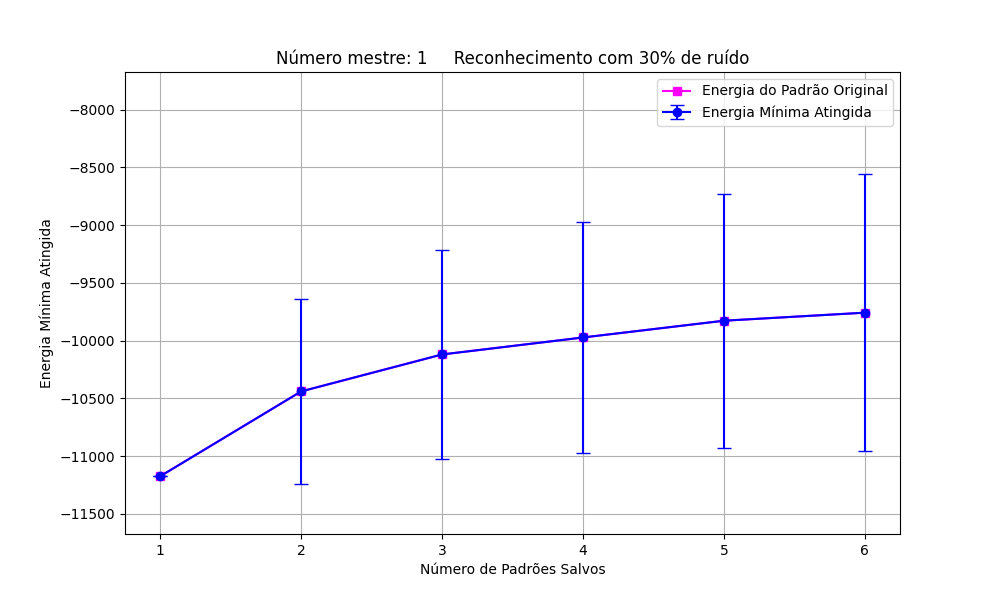 Número mestre: 1     Reconhecimento com 30% de ruído
Energia do Padrão Original
Energia Mínima Atingida
−8000
−8500
−9000
−9500
−10000
−10500
−11000
−11500
Energia Mínima Atingida
1 2 3 4 5 6
Número de Padrões Salvos